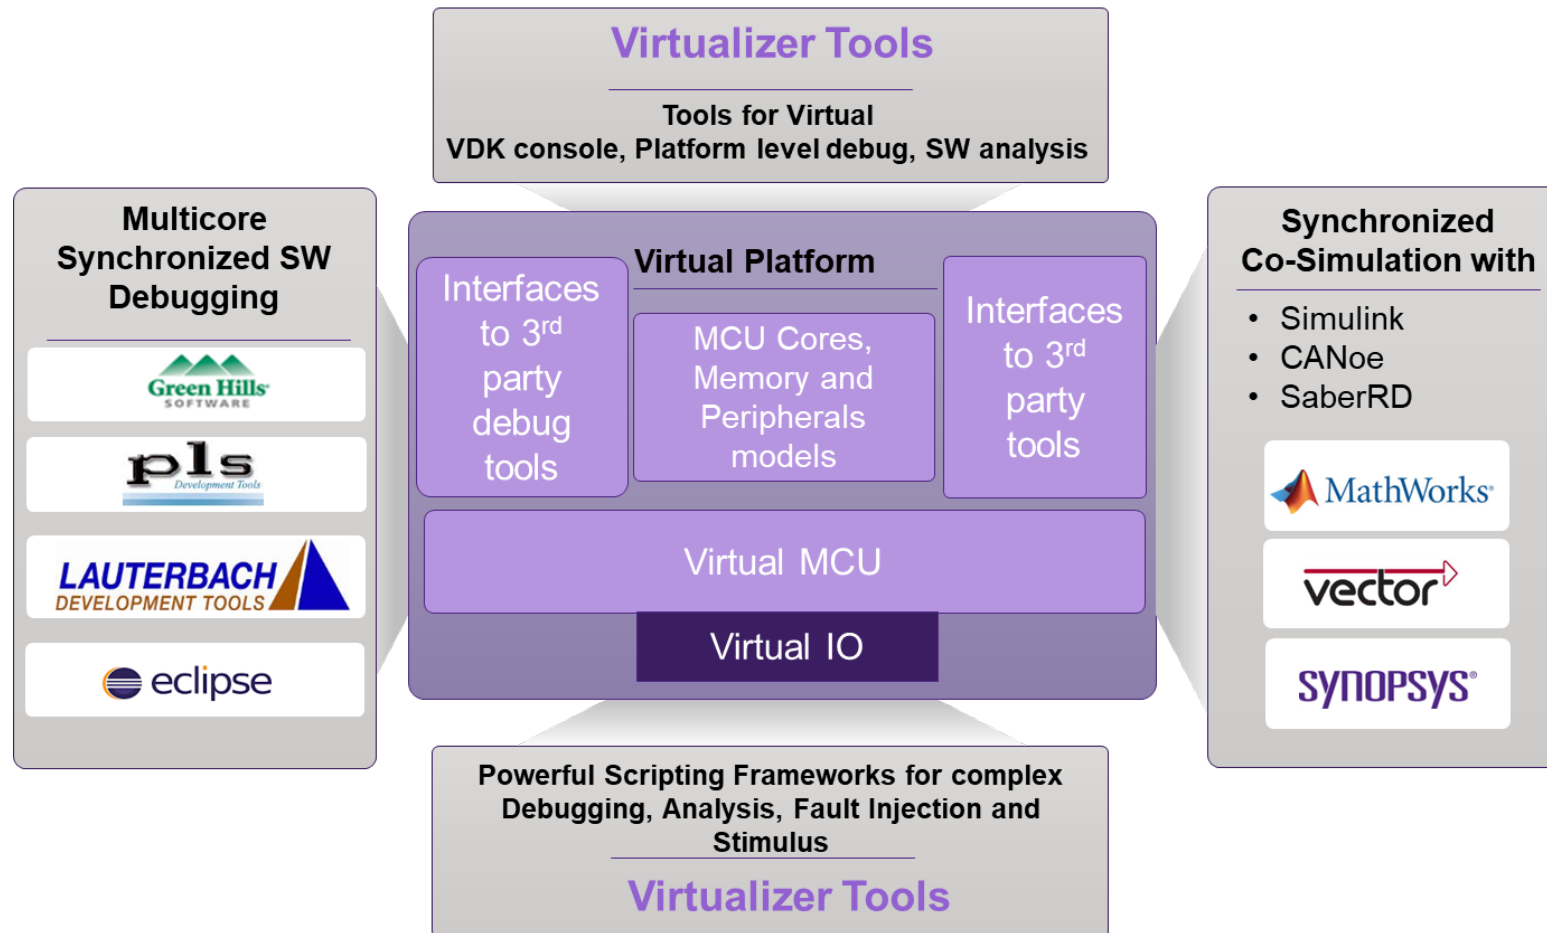 Virtualizer Tools
Tools for Virtual
VDK console, Platform level debug, SW analysis
Multicore
Synchronized SW
Debugging
Green Hills®
SOFTWARE
pls
Development Tools
LAUTERBACH
DEVELOPMENT TOOLS
eclipse
Virtual Platform
Interfaces
to 3rd
party
debug
tools
MCU Cores,
Memory and
Peripherals
models
Interfaces
to 3rd
party
tools
Virtual MCU
Virtual IO
Synchronized
Co-Simulation with
• Simulink
• CANoe
• SaberRD
MathWorks®
vector
SYNOPSYS®
Powerful Scripting Frameworks for complex
Debugging, Analysis, Fault Injection and
Stimulus
Virtualizer Tools